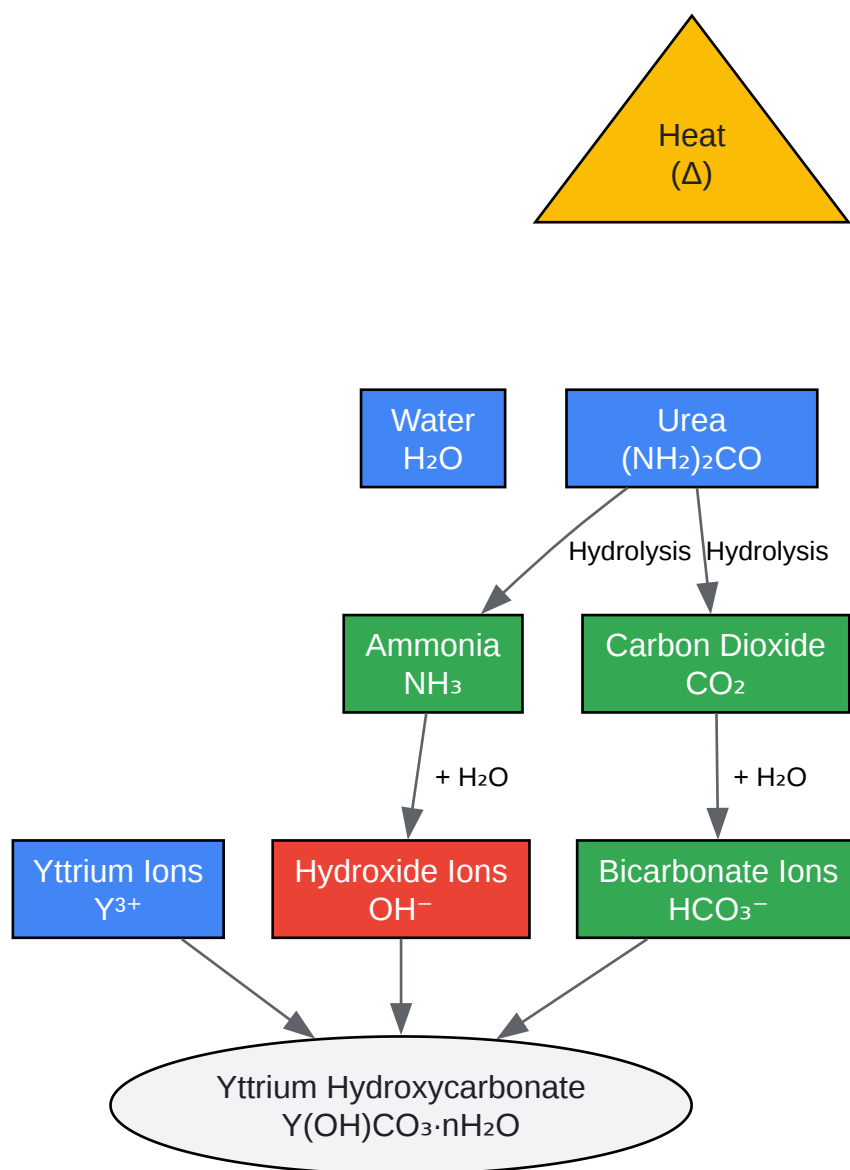 Heat
(Δ)
Water
H₂O
Urea
(NH₂)₂CO
Hydrolysis
Hydrolysis
Ammonia
NH₃
Carbon Dioxide
CO₂
+ H₂O
+ H₂O
Yttrium Ions
Y³⁺
Hydroxide Ions
OH⁻
Bicarbonate Ions
HCO₃⁻
Yttrium Hydroxycarbonate
Y(OH)CO₃·nH₂O